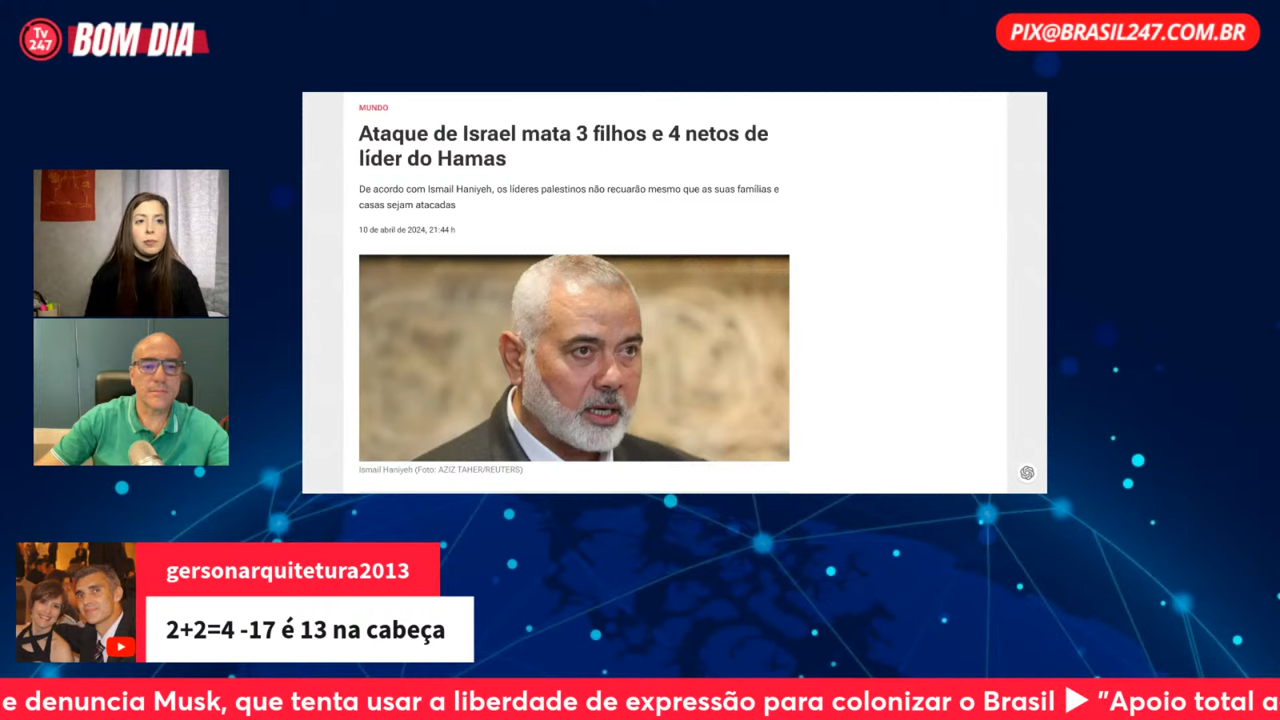 Tv
247
BOM DIA
PIX@BRASIL247.COM.BR
MUNDO
Ataque de Israel mata 3 filhos e 4 netos de
líder do Hamas
De acordo com Ismail Haniyeh, os líderes palestinos não recuarão mesmo que as suas famílias e
casas sejam atacadas
10 de abril de 2024, 21:44 h
Ismail Haniyeh (Foto: AZIZ TAHER/REUTERS)
gersonarquitetura2013
2+2=4 -17 é 13 na cabeça
e denuncia Musk, que tenta usar a liberdade de expressão para colonizar o Brasil ▶ "Apoio total a